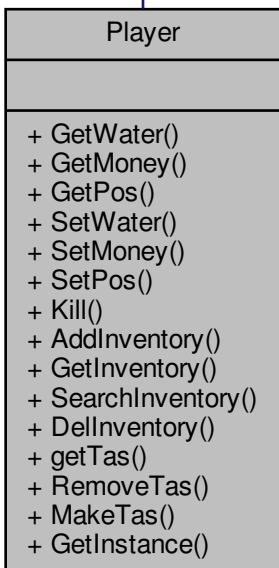 Player
+ GetWater()
+ GetMoney()
+ GetPos()
+ SetWater()
+ SetMoney()
+ SetPos()
+ Kill()
+ AddInventory()
+ GetInventory()
+ SearchInventory()
+ DelInventory()
+ getTas()
+ RemoveTas()
+ MakeTas()
+ GetInstance()